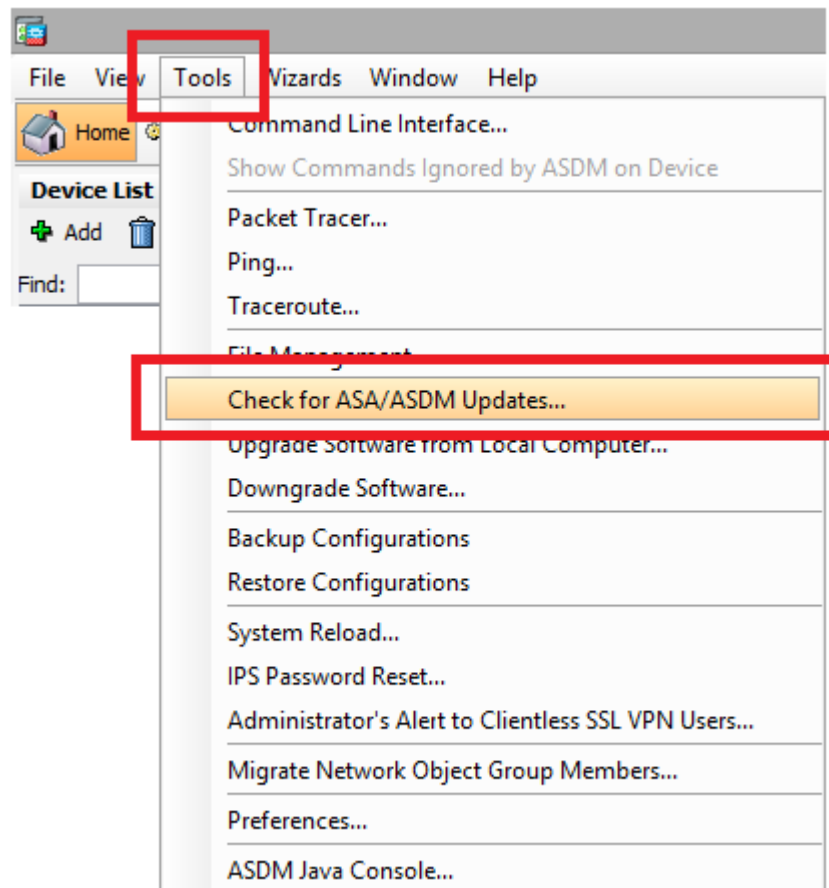 File View Tools Wizards Window Help
Home
Device List
Add
Find:
Command Line Interface...
Show Commands Ignored by ASDM on Device
Packet Tracer...
Ping...
Traceroute...
File Management
Check for ASA/ASDM Updates...
Upgrade Software from Local Computer...
Downgrade Software...
Backup Configurations
Restore Configurations
System Reload...
IPS Password Reset...
Administrator's Alert to Clientless SSL VPN Users...
Migrate Network Object Group Members...
Preferences...
ASDM Java Console...